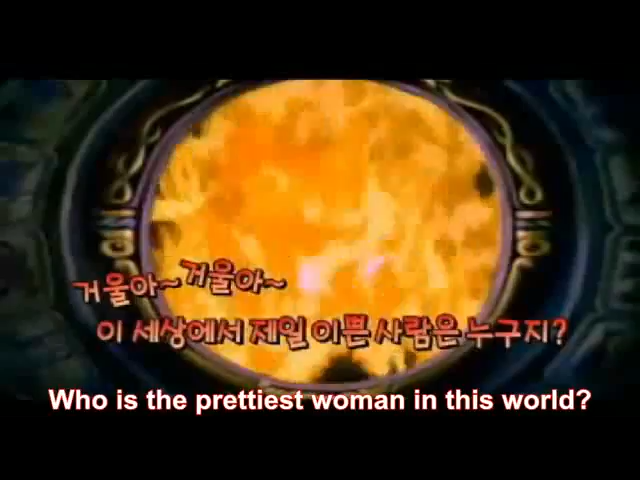 거울아~ 거울아~
이 세상에서 제일 이쁜 사람은 누구지?
Who is the prettiest woman in this world?